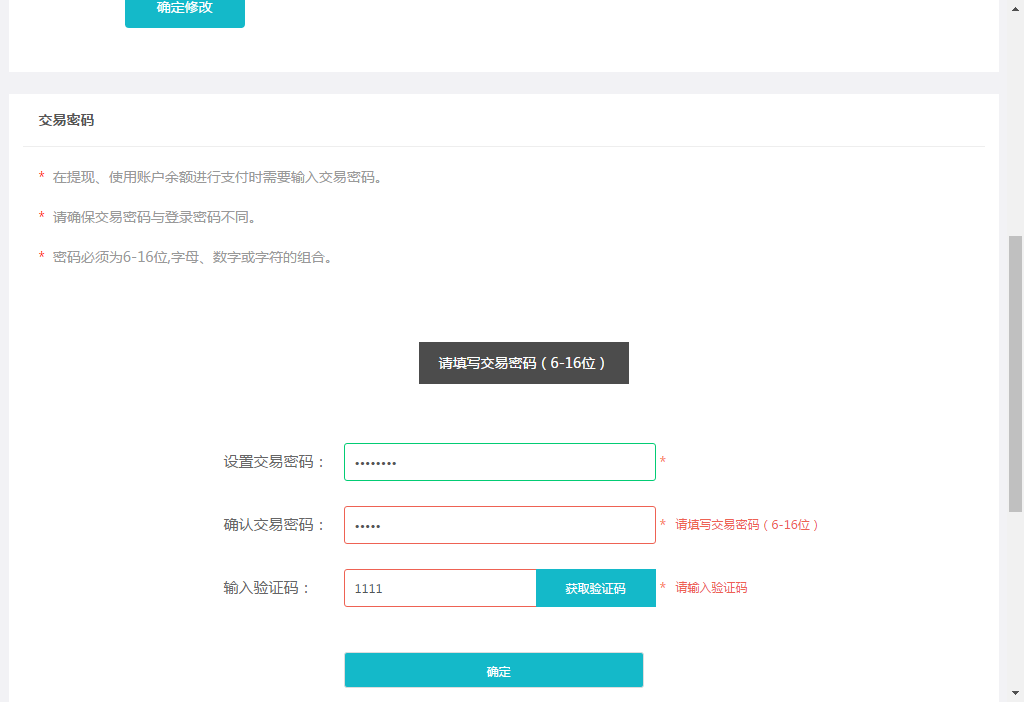 确定修改
交易密码
* 在提现、使用账户余额进行支付时需要输入交易密码。
* 请确保交易密码与登录密码不同。
* 密码必须为6-16位,字母、数字或字符的组合。
请填写交易密码（6-16位）
设置交易密码： •••••••• *
确认交易密码： ••••• * 请填写交易密码（6-16位）
输入验证码： 1111 获取验证码 * 请输入验证码
确定